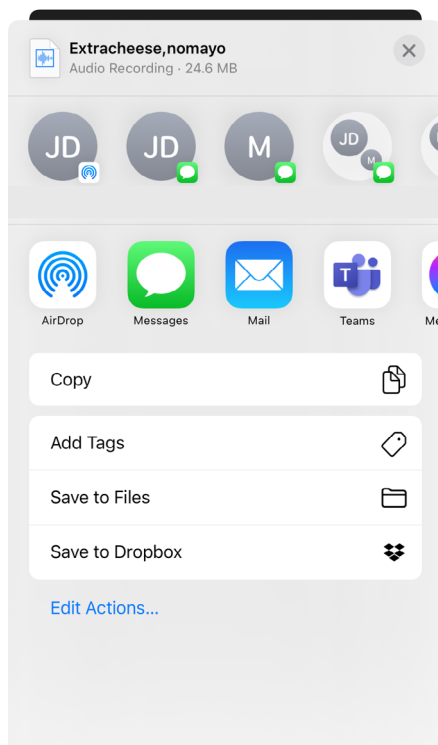 Extracheese,nomayo
Audio Recording · 24.6 MB
JD
JD
M
JD
M
AirDrop
Messages
Mail
T
Teams
Me
Copy
Add Tags
Save to Files
Save to Dropbox
Edit Actions...